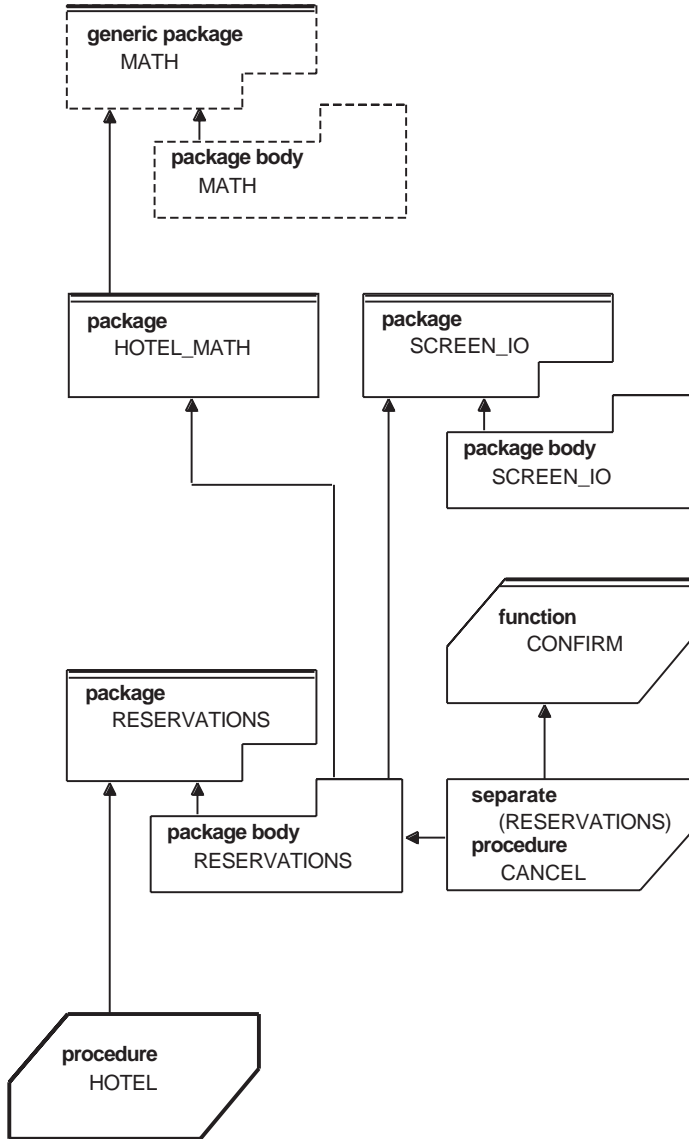 generic package
MATH
package body
MATH
package
HOTEL_MATH
package
SCREEN_IO
package body
SCREEN_IO
function
CONFIRM
package
RESERVATIONS
package body
RESERVATIONS
separate
(RESERVATIONS)
procedure
CANCEL
procedure
HOTEL